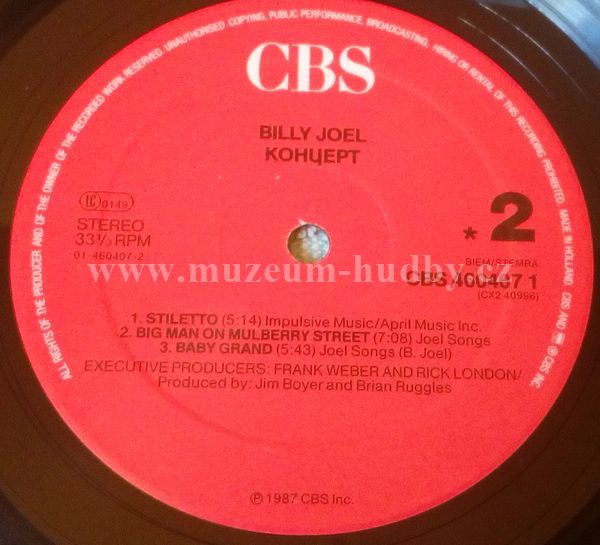 ALL RIGHTS OF THE PRODUCER AND OF THE OWNER OF THE RECORDED WORK RESERVED. UNAUTHORISED COPYING, PUBLIC PERFORMANCE, BROADCASTING, HIRING OR RENTAL OF THIS RECORDING PROHIBITED. MADE IN HOLLAND. CBS AND
CBS INC.
CBS
BILLY JOEL
КОНЦЕРТ
LC 0149
STEREO
33⅓ RPM
01-460407-2
* 2
BIEM/STEMRA
CBS 460407 1
(CX2 40996)
www.muzeum-hudby.cz
1. STILETTO (5:14) Impulsive Music/April Music Inc.
2. BIG MAN ON MULBERRY STREET (7:08) Joel Songs
3. BABY GRAND (5:43) Joel Songs (B. Joel)
EXECUTIVE PRODUCERS: FRANK WEBER AND RICK LONDON/
Produced by: Jim Boyer and Brian Ruggles
℗ 1987 CBS Inc.